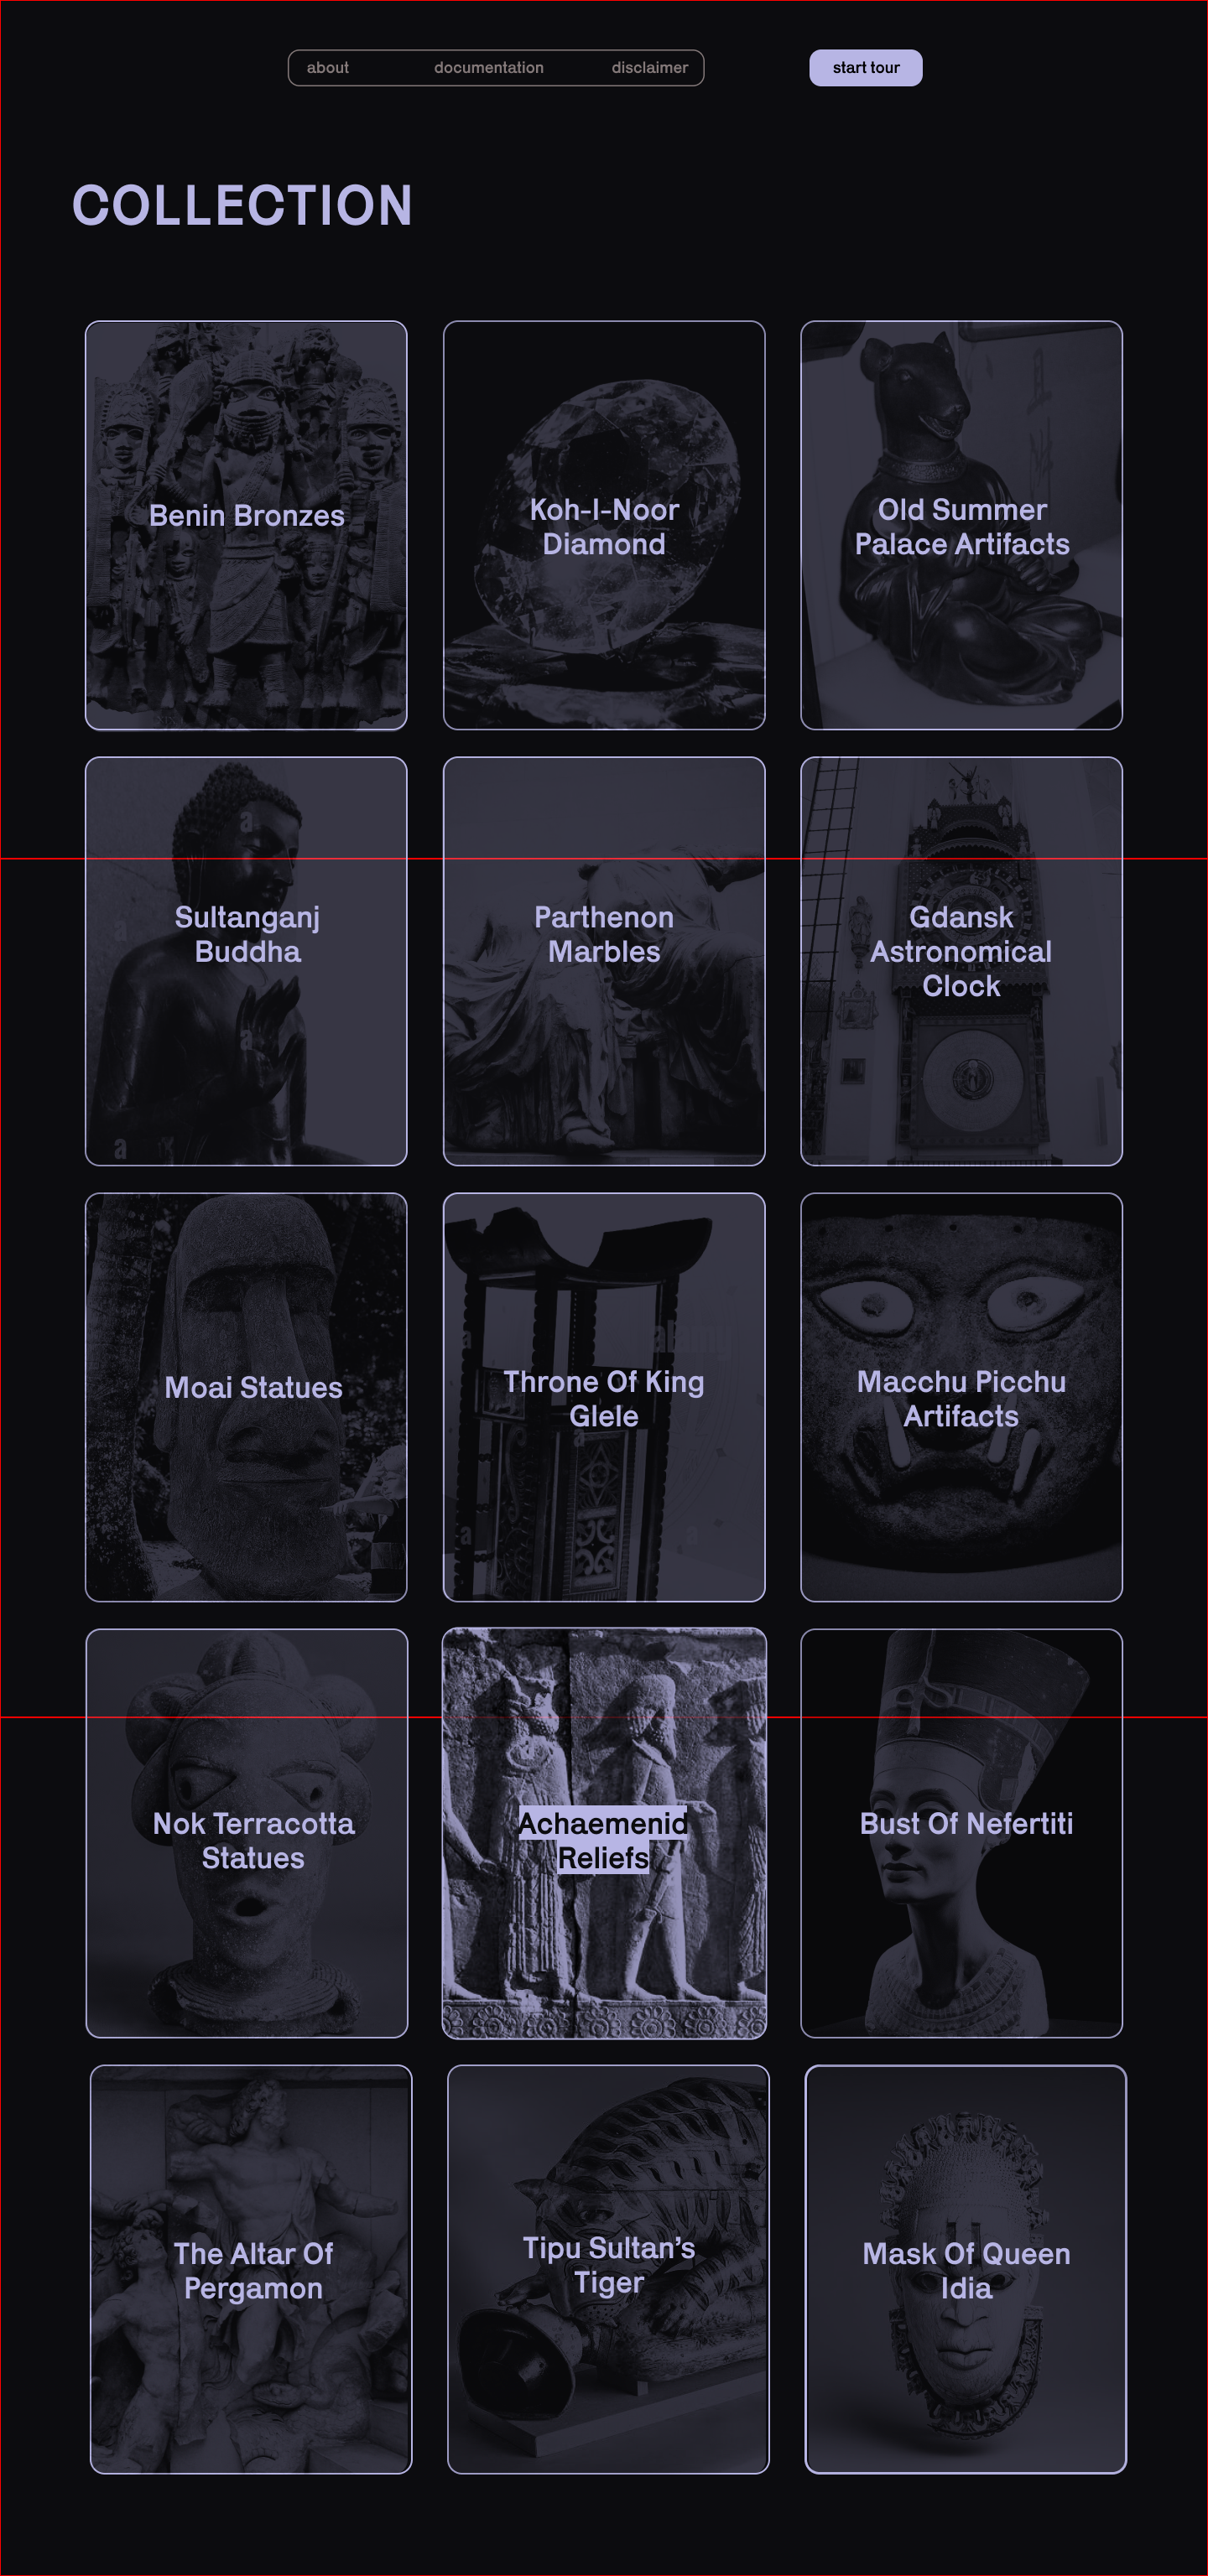 about
documentation
disclaimer
start tour
COLLECTION
Benin Bronzes
Koh-I-Noor
Diamond
Old Summer
Palace Artifacts
Sultanganj
Buddha
Parthenon
Marbles
Gdansk
Astronomical
Clock
Moai Statues
Throne Of King
Glele
Macchu Picchu
Artifacts
Nok Terracotta
Statues
Achaemenid
Reliefs
Bust Of Nefertiti
The Altar Of
Pergamon
Tipu Sultan’s
Tiger
Mask Of Queen
Idia